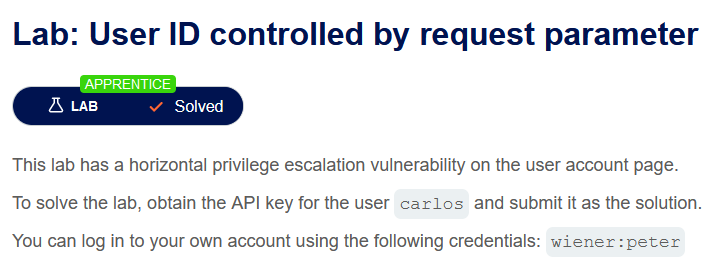 Lab: User ID controlled by request parameter
APPRENTICE
LAB Solved
This lab has a horizontal privilege escalation vulnerability on the user account page.
To solve the lab, obtain the API key for the user carlos and submit it as the solution.
You can log in to your own account using the following credentials: wiener:peter